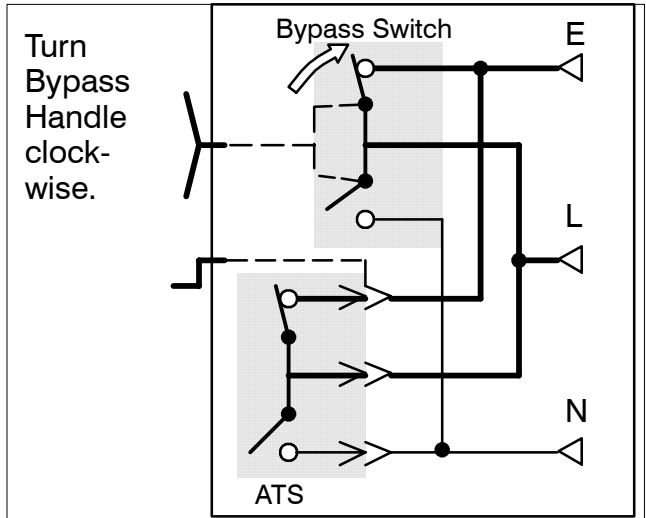 Turn
Bypass
Handle
clock-
wise.
Bypass Switch
E
L
N
ATS